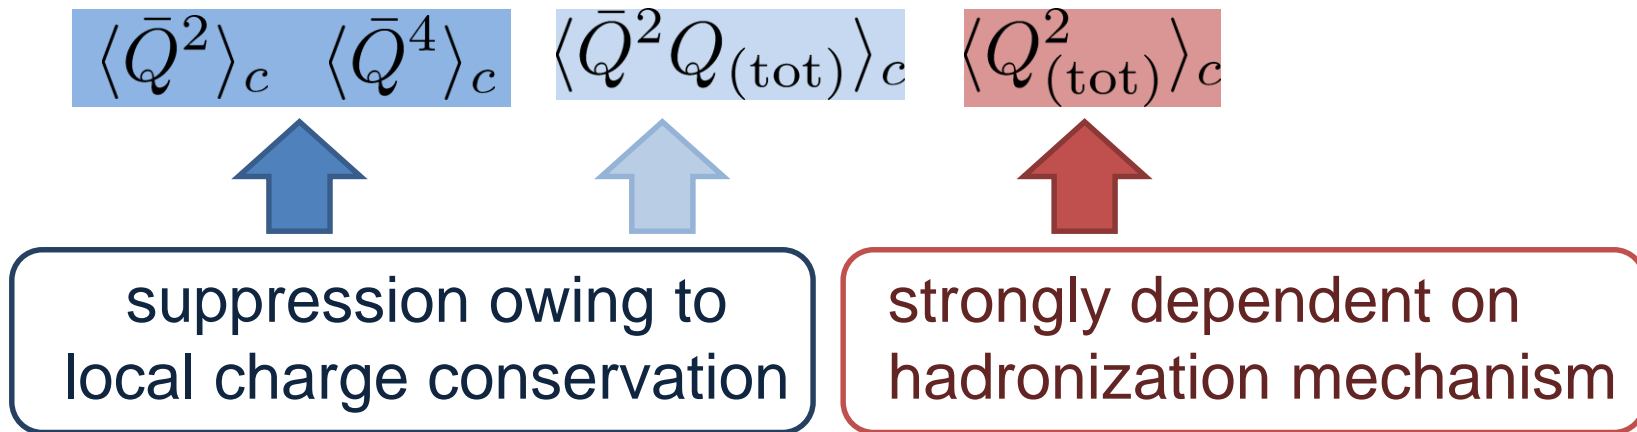 ⟨Q̄²⟩_c ⟨Q̄⁴⟩_c ⟨Q̄²Q_(tot)⟩_c ⟨Q²_(tot)⟩_c
suppression owing to
local charge conservation
strongly dependent on
hadronization mechanism